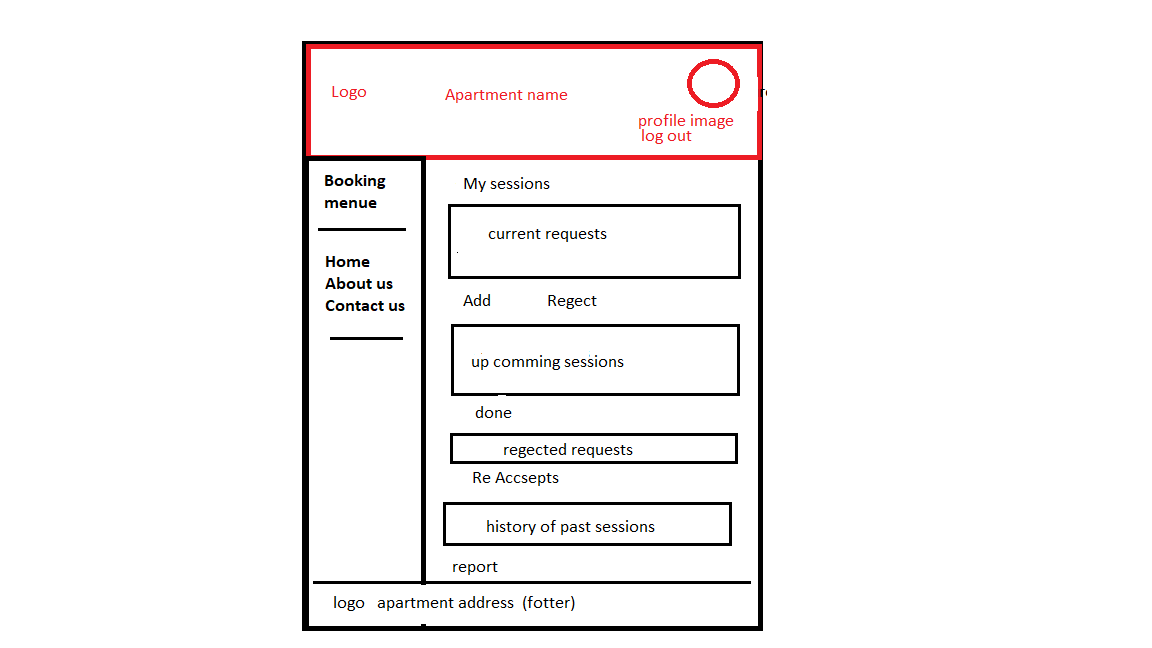 Logo
Apartment name
profile image
log out
Booking
menue
Home
About us
Contact us
My sessions
current requests
Add Regect
up comming sessions
done
regected requests
Re Accsepts
history of past sessions
report
logo apartment address (fotter)